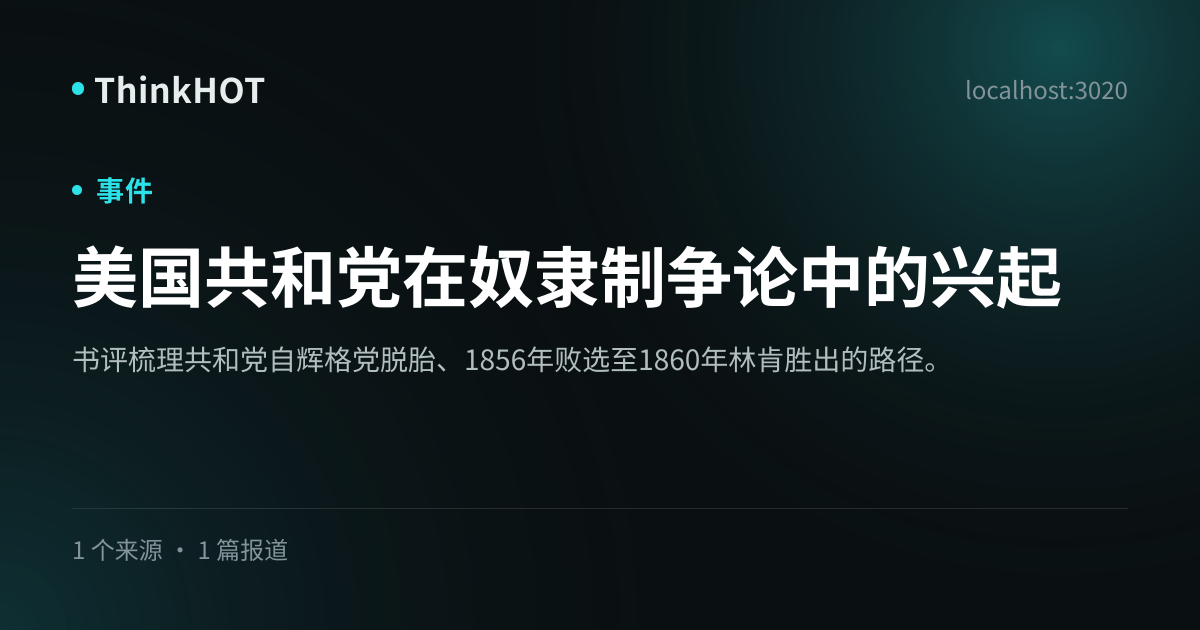 ThinkHOT
localhost:3020
事件
美国共和党在奴隶制争论中的兴起
书评梳理共和党自辉格党脱胎、1856年败选至1860年林肯胜出的路径。
1 个来源 · 1 篇报道